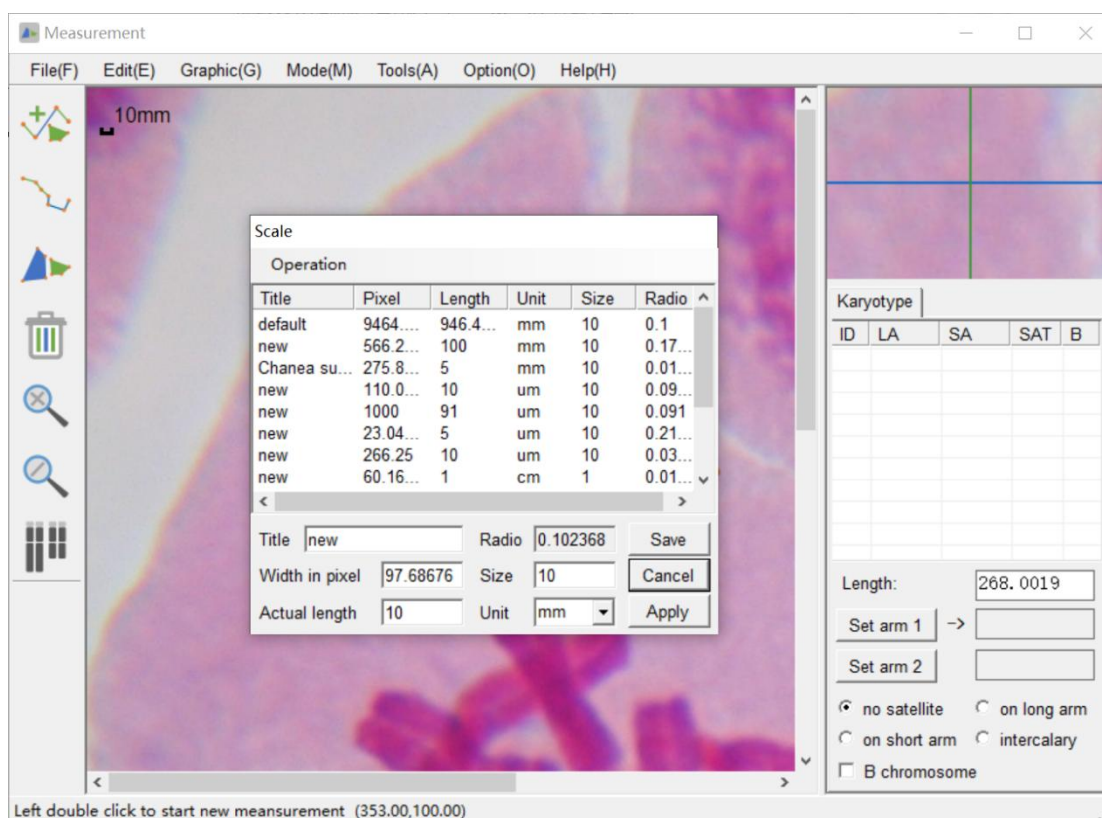 Measurement
File(F) Edit(E) Graphic(G) Mode(M) Tools(A) Option(O) Help(H)
10mm
Scale
Operation
Title Pixel Length Unit Size Radio
default 9464.... 946.4... mm 10 0.1
new 566.2... 100 mm 10 0.17...
Chanea su... 275.8... 5 mm 10 0.01...
new 110.0... 10 um 10 0.09...
new 1000 91 um 10 0.091
new 23.04... 5 um 10 0.21...
new 266.25 10 um 10 0.03...
new 60.16... 1 cm 1 0.01...
Title new Radio 0.102368 Save
Width in pixel 97.68676 Size 10 Cancel
Actual length 10 Unit mm Apply
Karyotype
ID LA SA SAT B
Length: 268.0019
Set arm 1 ->
Set arm 2
no satellite on long arm
on short arm intercalary
B chromosome
Left double click to start new meansurement (353.00,100.00)